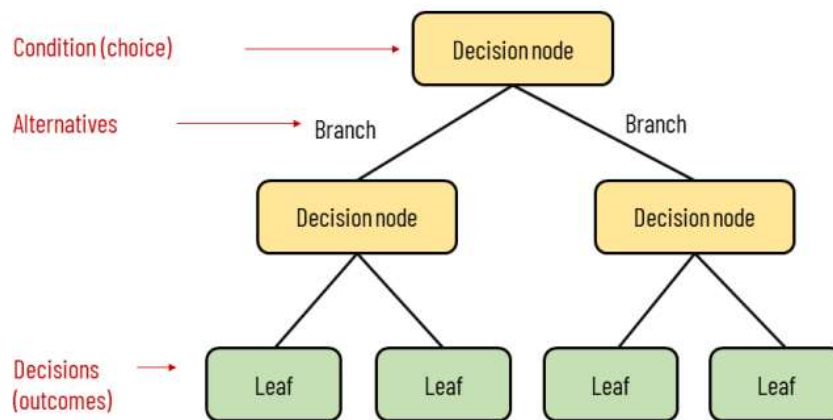 Condition (choice)
Decision node
Alternatives
Branch
Branch
Decision node
Decision node
Decisions
(outcomes)
Leaf
Leaf
Leaf
Leaf